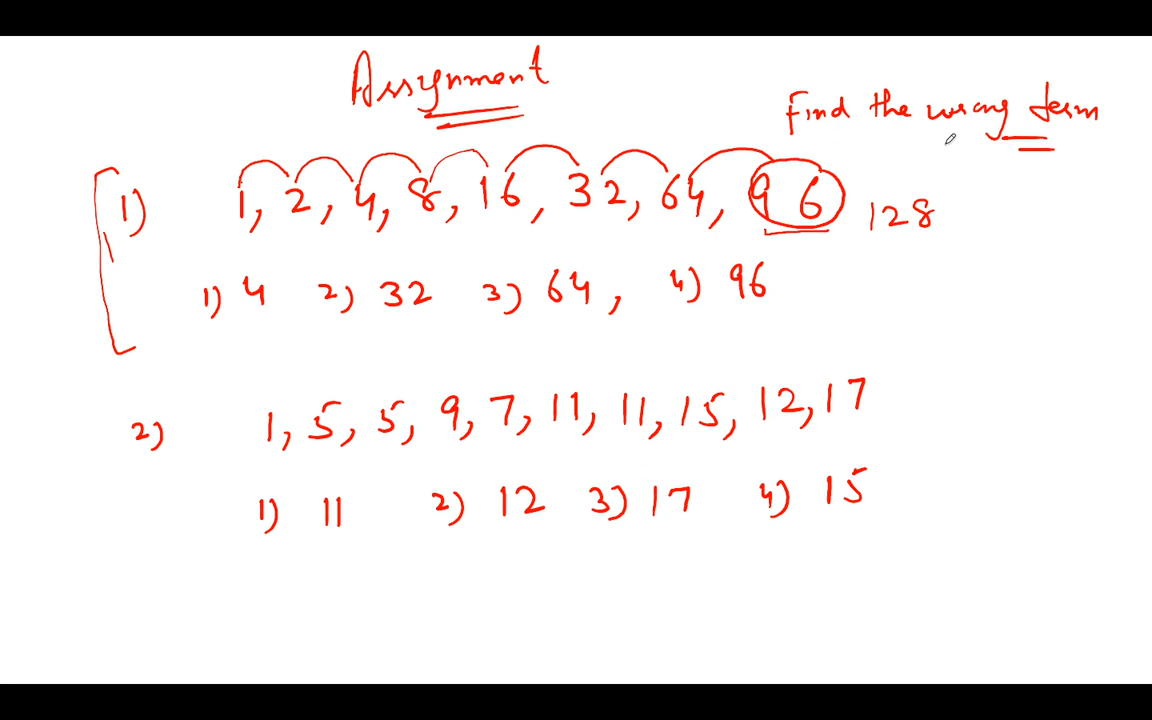 Assignment
Find the wrong term
1) 1, 2, 4, 8, 16, 32, 64, 96 128
1) 4 2) 32 3) 64, 4) 96
2) 1, 5, 5, 9, 7, 11, 11, 15, 12, 17
1) 11 2) 12 3) 17 4) 15